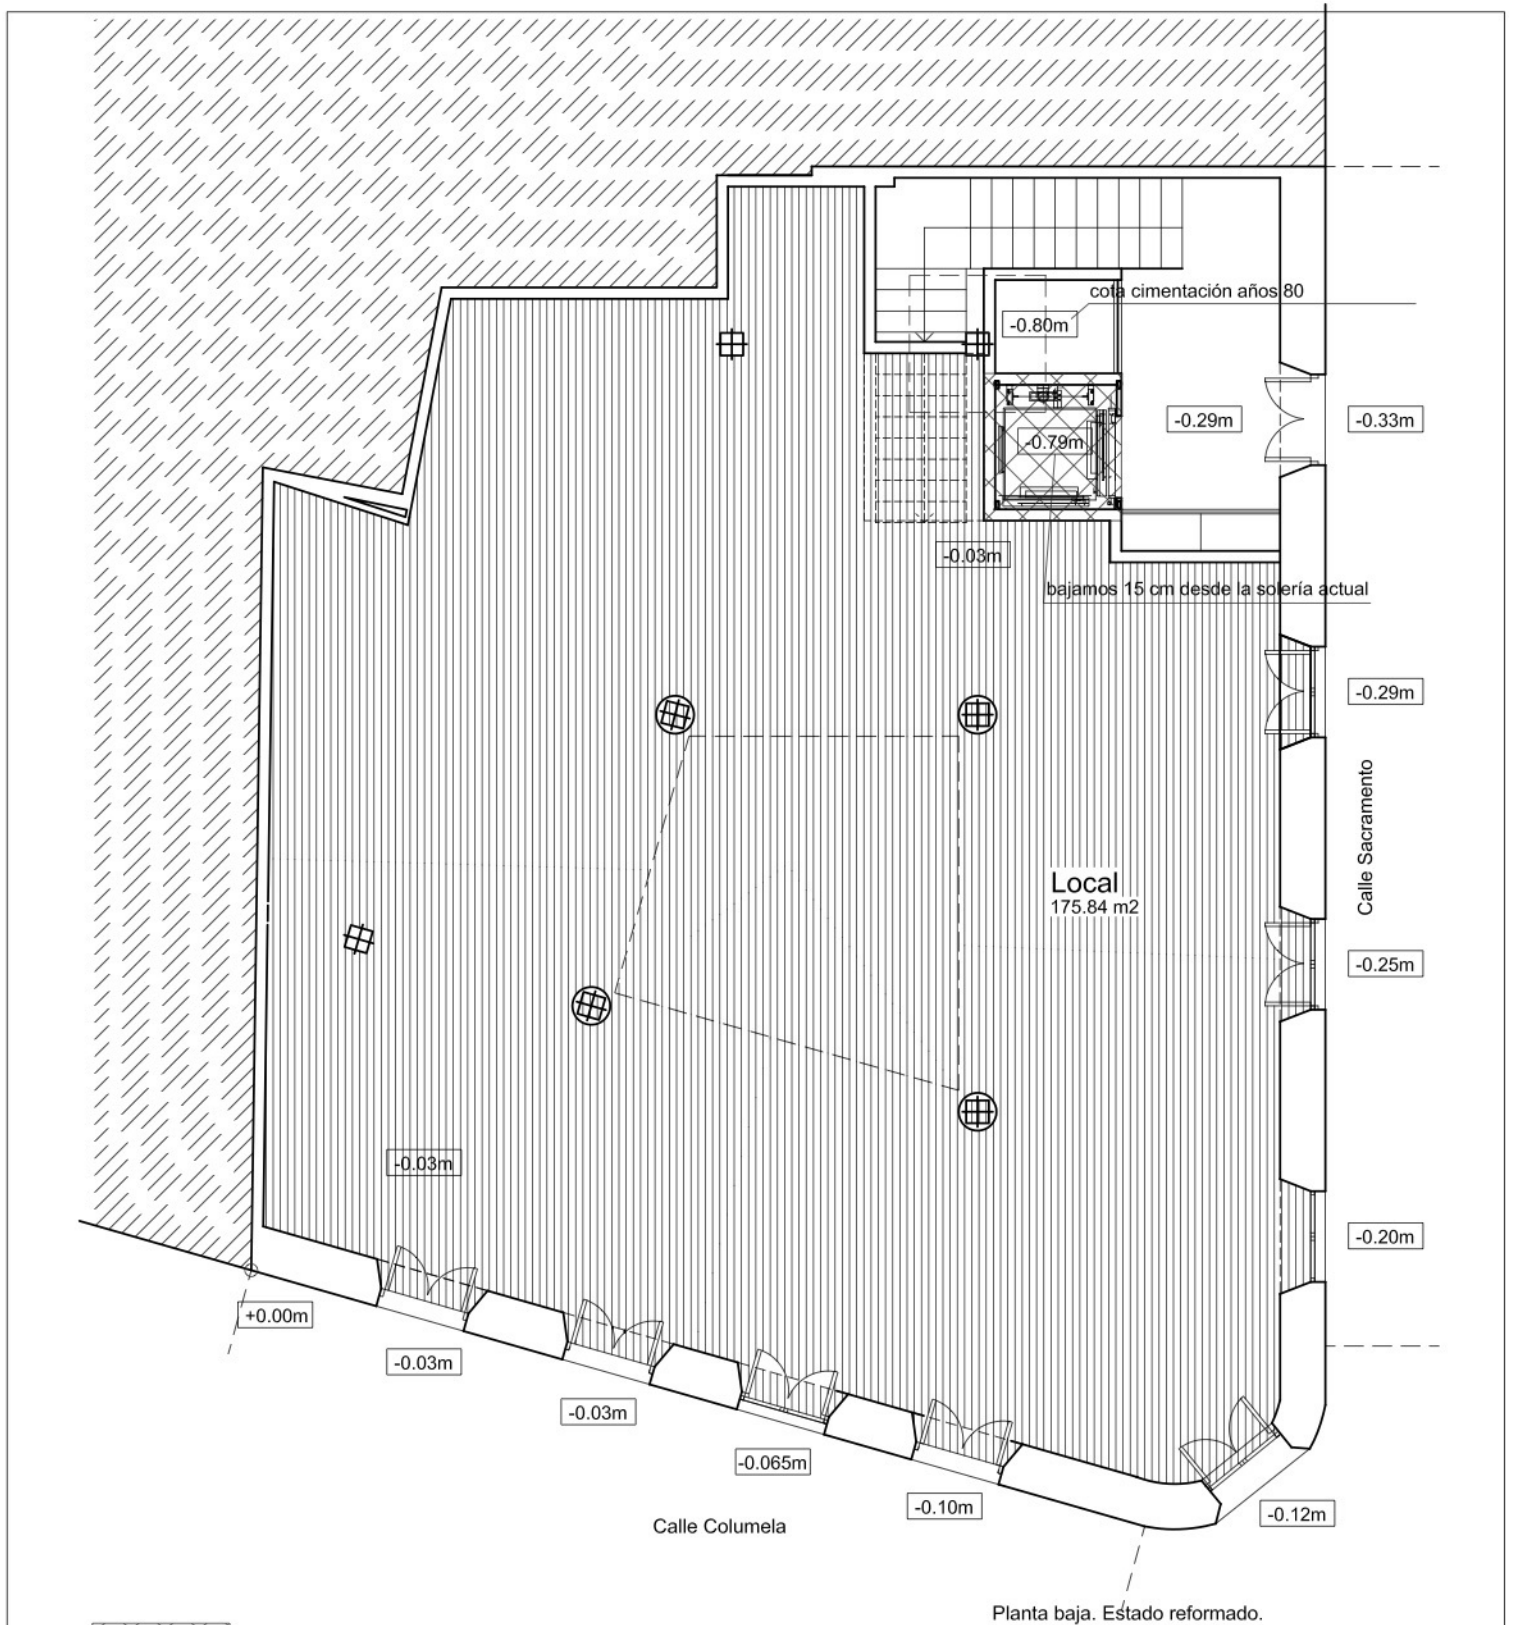 cota cimentación años 80
-0.80m
-0.29m
-0.33m
-0.79m
-0.03m
bajamos 15 cm desde la solería actual
-0.29m
Calle Sacramento
Local
175.84 m2
-0.25m
-0.03m
-0.20m
+0.00m
-0.03m
-0.03m
-0.065m
-0.10m
-0.12m
Calle Columela
Planta baja. Estado reformado.